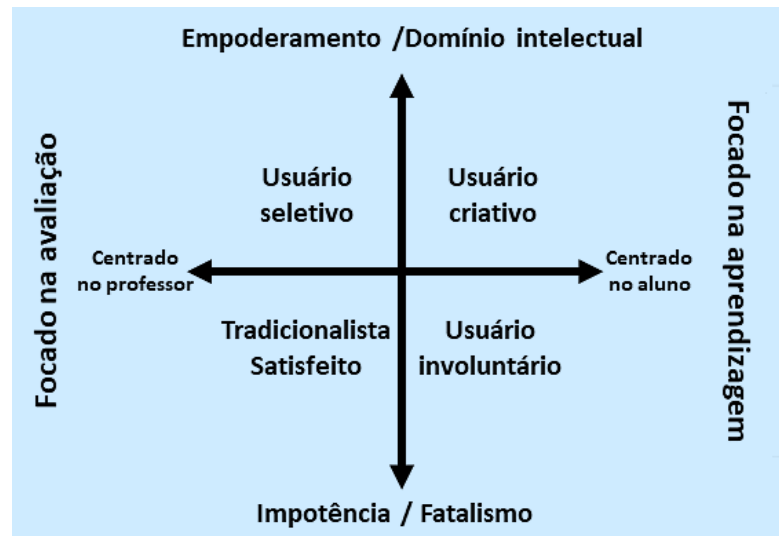 Empoderamento /Domínio intelectual
Focado na avaliação
Focado na aprendizagem
Usuário
seletivo
Usuário
criativo
Centrado
no professor
Centrado
no aluno
Tradicionalista
Satisfeito
Usuário
involuntário
Impotência / Fatalismo